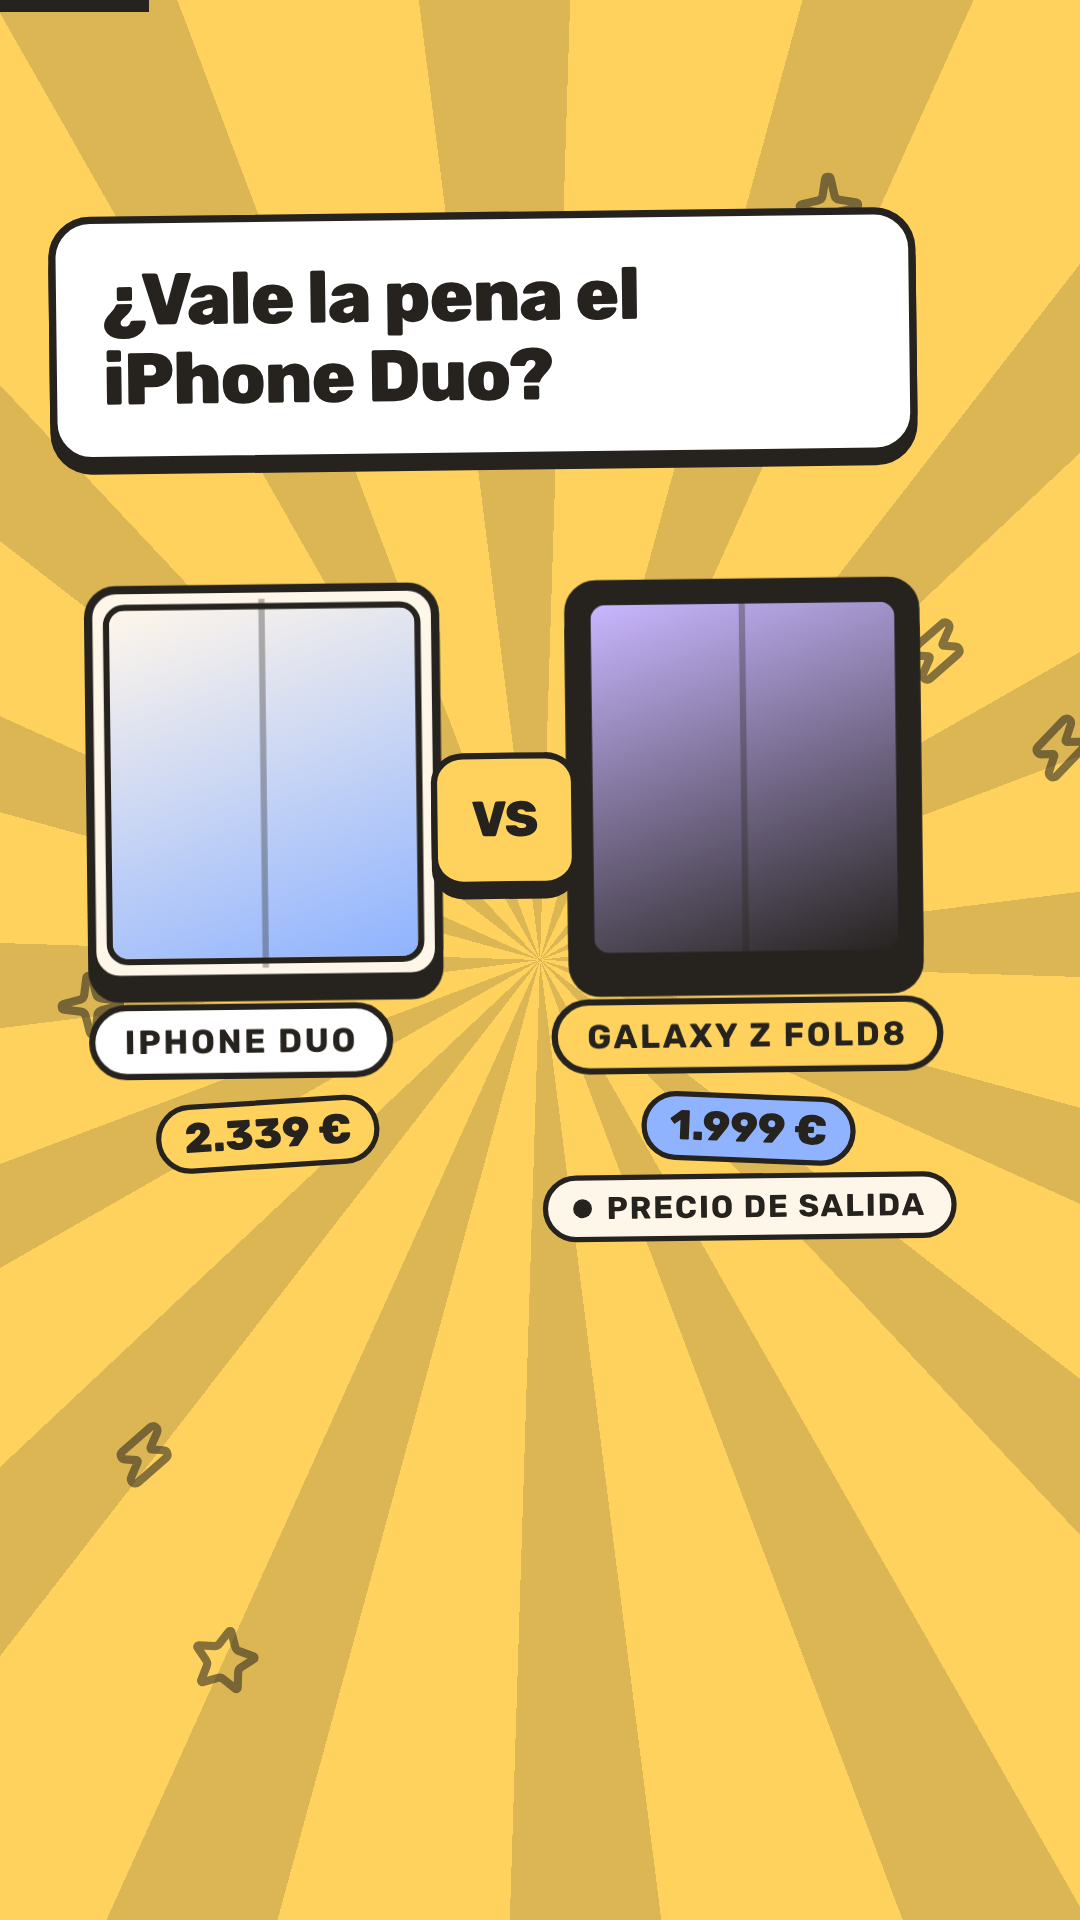 ¿Vale la pena el
iPhone Duo?
VS
IPHONE DUO
GALAXY Z FOLD8
2.339 €
1.999 €
PRECIO DE SALIDA